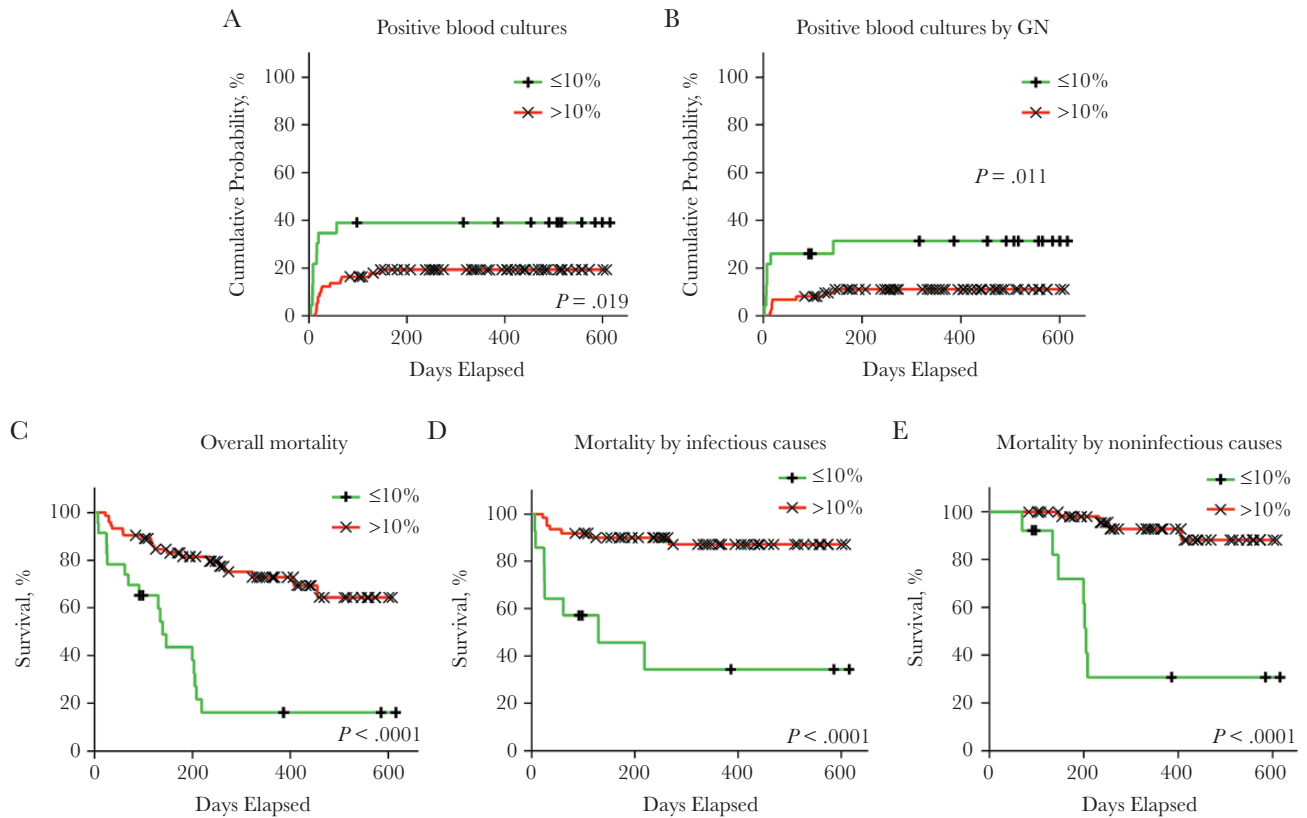 A
Positive blood cultures
Cumulative Probability, %
100
80
60
40
20
0
0 200 400 600
Days Elapsed
≤10%
>10%
P = .019
B
Positive blood cultures by GN
Cumulative Probability, %
100
80
60
40
20
0
0 200 400 600
Days Elapsed
≤10%
>10%
P = .011
C
Overall mortality
Survival, %
100
80
60
40
20
0
0 200 400 600
Days Elapsed
≤10%
>10%
P < .0001
D
Mortality by infectious causes
Survival, %
100
80
60
40
20
0
0 200 400 600
Days Elapsed
≤10%
>10%
P < .0001
E
Mortality by noninfectious causes
Survival, %
100
80
60
40
20
0
0 200 400 600
Days Elapsed
≤10%
>10%
P < .0001